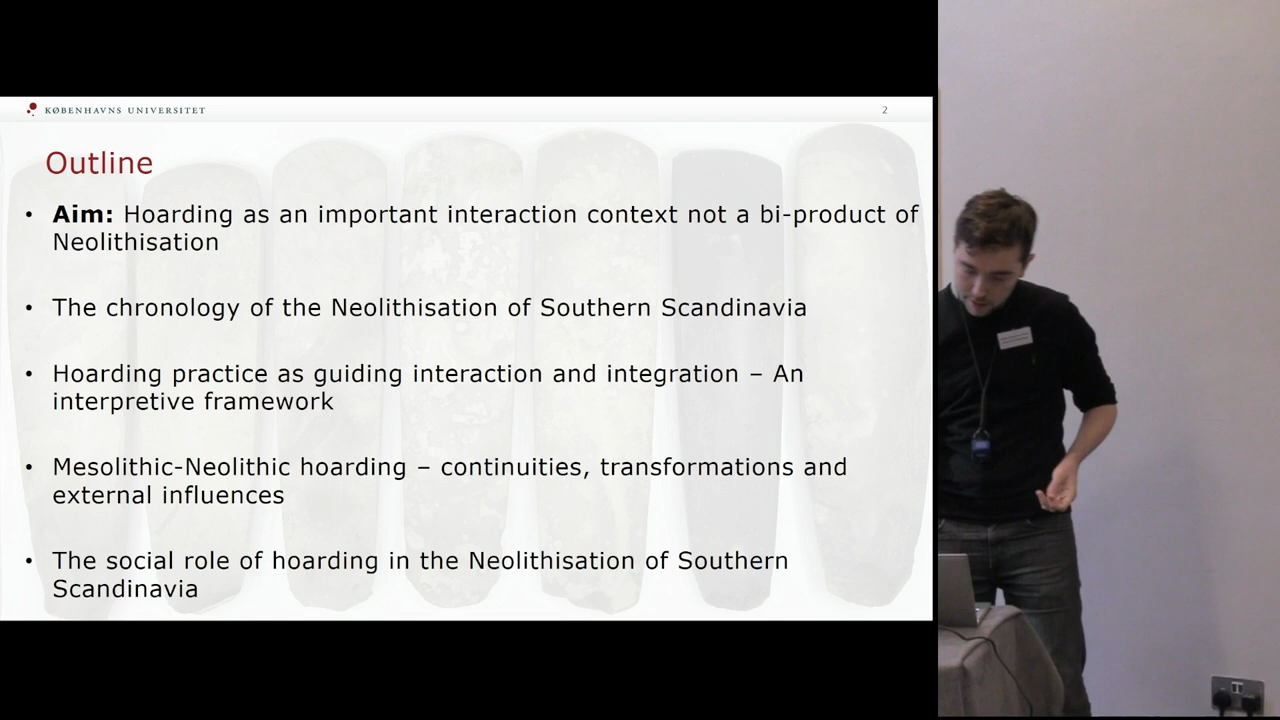 KØBENHAVNS UNIVERSITET
2
Outline
• Aim: Hoarding as an important interaction context not a bi-product of
Neolithisation
• The chronology of the Neolithisation of Southern Scandinavia
• Hoarding practice as guiding interaction and integration – An
interpretive framework
• Mesolithic-Neolithic hoarding – continuities, transformations and
external influences
• The social role of hoarding in the Neolithisation of Southern
Scandinavia